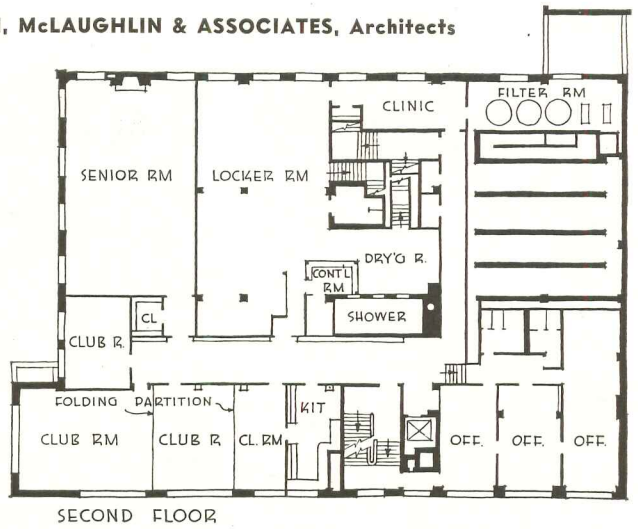 McLAUGHLIN & ASSOCIATES, Architects
FILTER RM
CLINIC
SENIOR RM
LOCKER RM
DRY'G R.
CONT'L
RM
SHOWER
CL
CLUB R.
FOLDING PARTITION
KIT
CLUB RM
CLUB R
CL. RM
OFF.
OFF.
OFF.
SECOND FLOOR